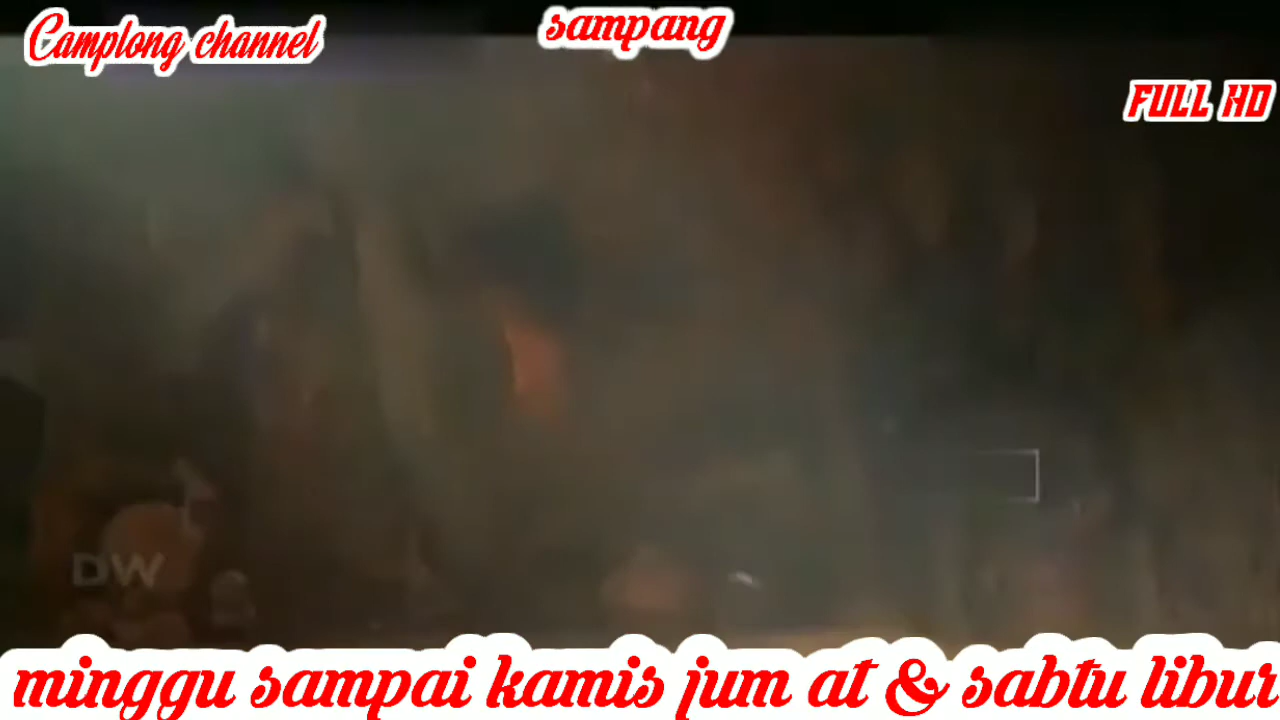 Camplong channel
sampang
FULL HD
DW
minggu sampai kamis jum at & sabtu libur